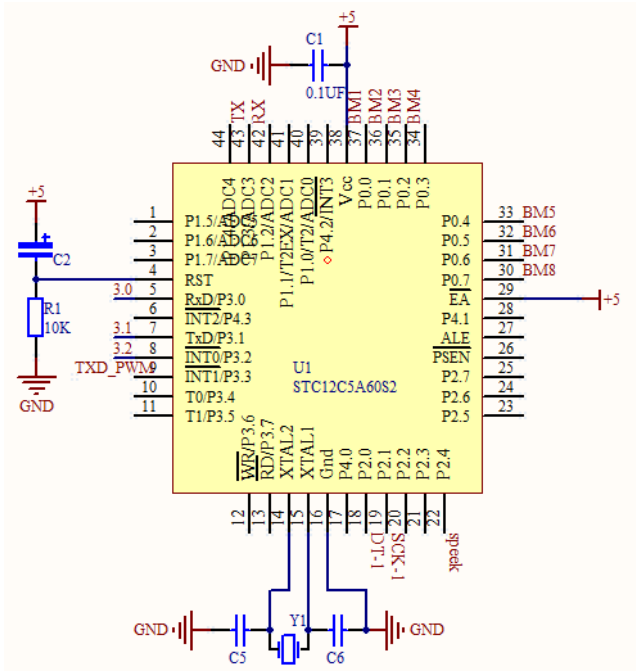 +5
C1
GND
0.1UF
TX
RX
BM1
BM2
BM3
BM4
44
43
42
41
40
39
38
37
36
35
34
P1.4/ADC4
P1.3/ADC3
P1.2/ADC2
P1.1/T2EX/ADC1
P1.0/T2/ADC0
P4.2/INT3
Vcc
P0.0
P0.1
P0.2
P0.3
+5
C2
R1
10K
GND
3.0
3.1
3.2
TXD_PWM
1 P1.5/ADC5
2 P1.6/ADC6
3 P1.7/ADC7
4 RST
5 RxD/P3.0
6 INT2/P4.3
7 TxD/P3.1
8 INT0/P3.2
9 INT1/P3.3
10 T0/P3.4
11 T1/P3.5
U1
STC12C5A60S2
P0.4 33 BM5
P0.5 32 BM6
P0.6 31 BM7
P0.7 30 BM8
EA 29 +5
P4.1 28
ALE 27
PSEN 26
P2.7 25
P2.6 24
P2.5 23
WR/P3.6
RD/P3.7
XTAL2
XTAL1
Gnd
P4.0
P2.0
P2.1
P2.2
P2.3
P2.4
12
13
14
15
16
17
18
19
20
21
22
DT-1
SCK-1
speek
GND
C5
Y1
C6
GND